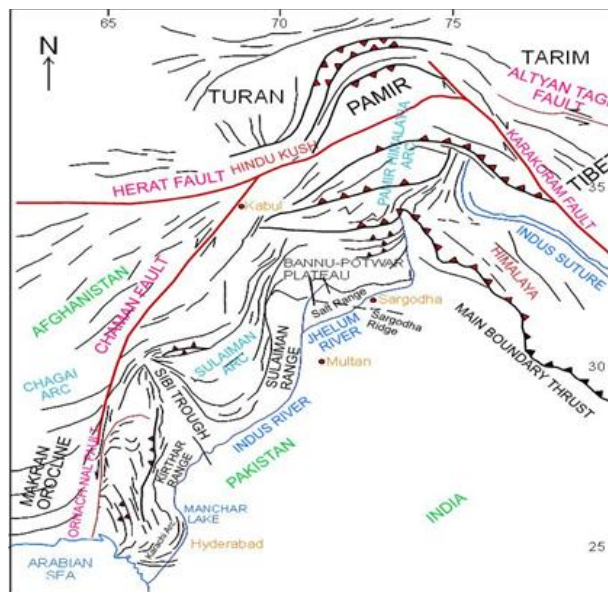 65
70
75
N
TARIM
TURAN
PAMIR
ALTYAN TAG
FAULT
HINDU KUSH
HERAT FAULT
PAMIR HIMALAYA
ARC
KARAKORAM FAULT
TIBE
35
Kabul
INDUS SUTURE
BANNU-POTWAR
PLATEAU
HIMALAYA
AFGHANISTAN
CHAMAN FAULT
Salt Range
Sargodha
Sargodha
Ridge
JHELUM
RIVER
MAIN BOUNDARY THRUST
SULAIMAN
ARC
SULAIMAN
RANGE
Multan
30
CHAGAI
ARC
SIBI TROUGH
INDUS RIVER
MAKRAN
OROCLINE
ORNACH-NAL FAULT
KIRTHAR
RANGE
PAKISTAN
INDIA
MANCHAR
LAKE
Hyderabad
25
ARABIAN
SEA